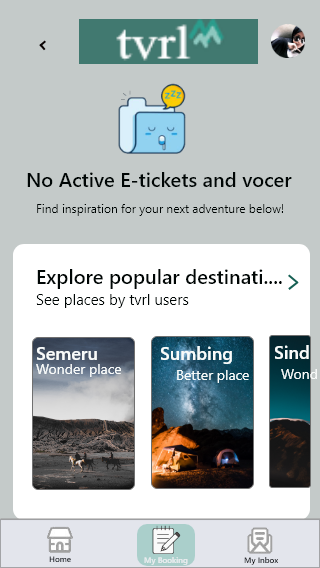 tvrl
zzz
No Active E-tickets and vocer
Find inspiration for your next adventure below!
Explore popular destinati....
See places by tvrl users
Semeru
Wonder place
Sumbing
Better place
Sind
Wond
Home
My Booking
My Inbox